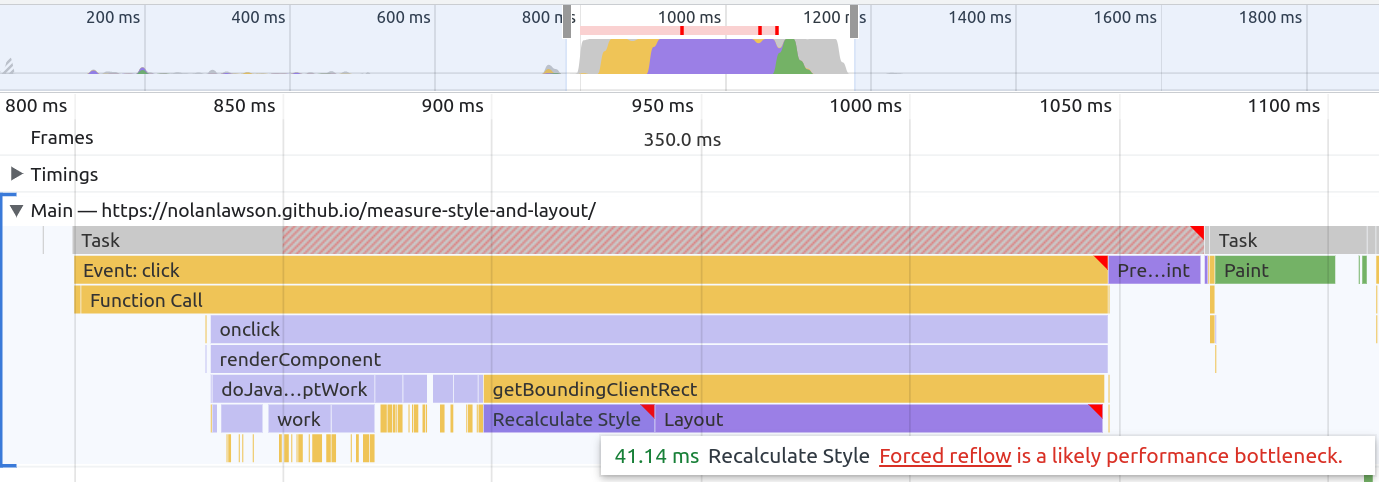 200 ms 400 ms 600 ms 800 ms 1000 ms 1200 ms 1400 ms 1600 ms 1800 ms
800 ms 850 ms 900 ms 950 ms 1000 ms 1050 ms 1100 ms
Frames 350.0 ms
Timings
Main — https://nolanlawson.github.io/measure-style-and-layout/
Task Task
Event: click Pre…int Paint
Function Call
onclick
renderComponent
doJava…ptWork getBoundingClientRect
work Recalculate Style Layout
41.14 ms Recalculate Style Forced reflow is a likely performance bottleneck.